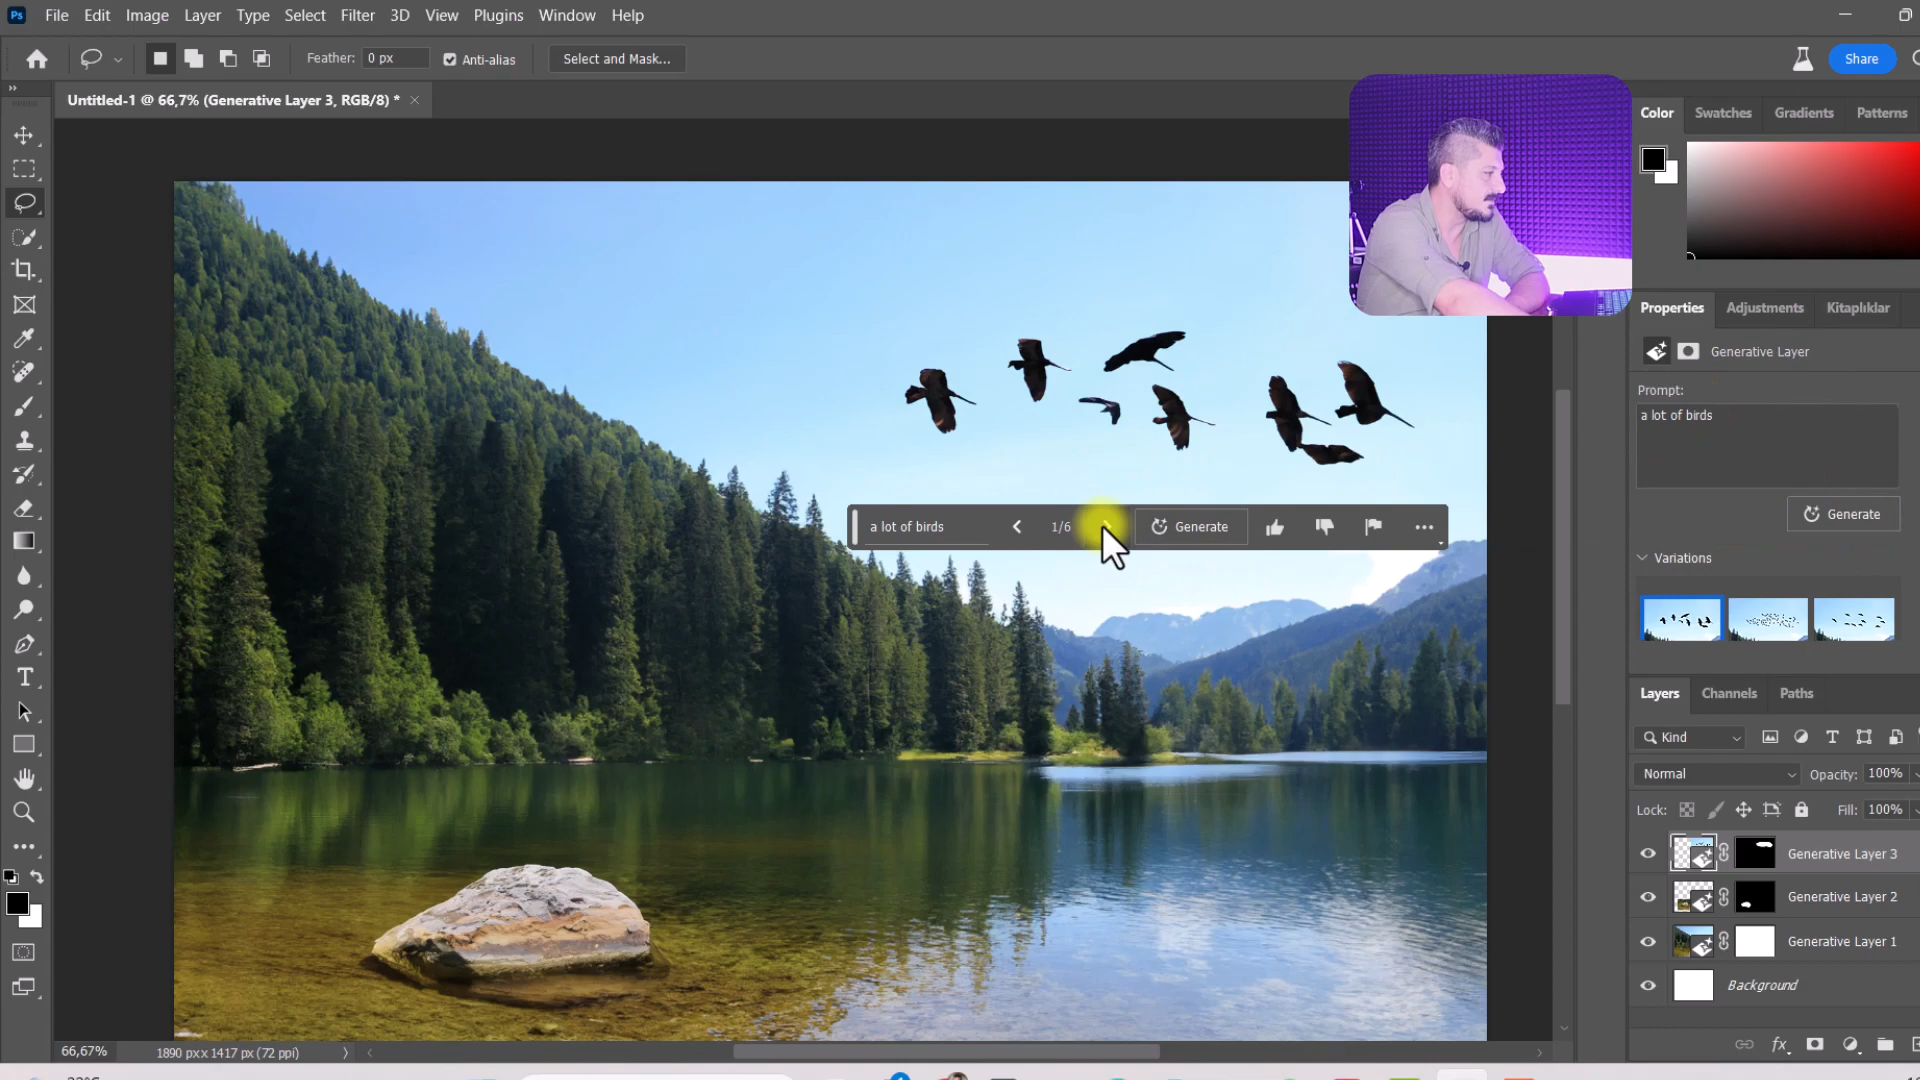 Ps File Edit Image Layer Type Select Filter 3D View Plugins Window Help
Feather: 0 px Anti-alias Select and Mask... Share
Untitled-1 @ 66,7% (Generative Layer 3, RGB/8) *
Color Swatches Gradients Patterns
Properties Adjustments Kitaplıklar
Generative Layer
Prompt:
a lot of birds
Generate
a lot of birds 1/6 Generate
Variations
Layers Channels Paths
Kind
Normal Opacity: 100%
Lock: Fill: 100%
Generative Layer 3
Generative Layer 2
Generative Layer 1
Background
fx
66,67% 1890 px x 1417 px (72 ppi)